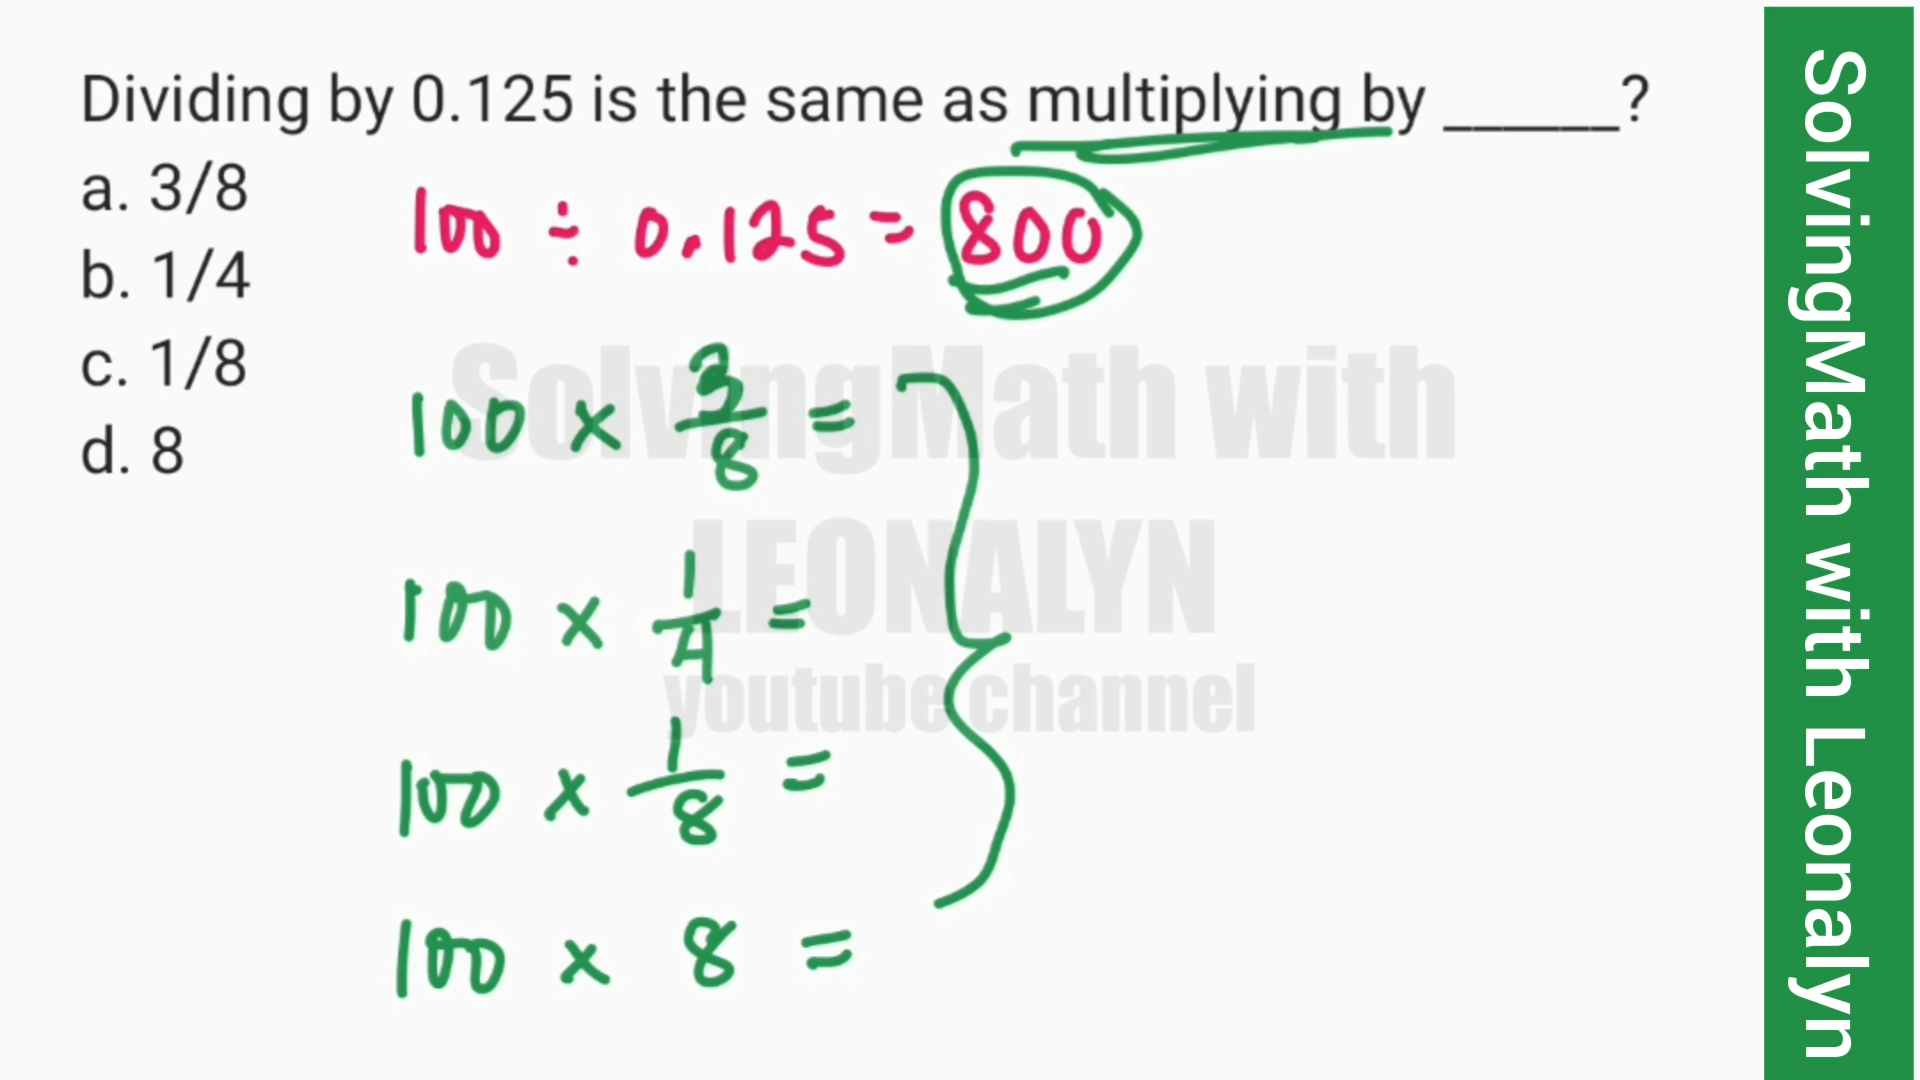 Dividing by 0.125 is the same as multiplying by ______?
a. 3/8
b. 1/4
c. 1/8
d. 8
100 ÷ 0.125 = 800
100 × 3/8 =
100 × 1/4 =
100 × 1/8 =
100 × 8 =
SolvingMath with
LEONALYN
youtube channel
SolvingMath with Leonalyn